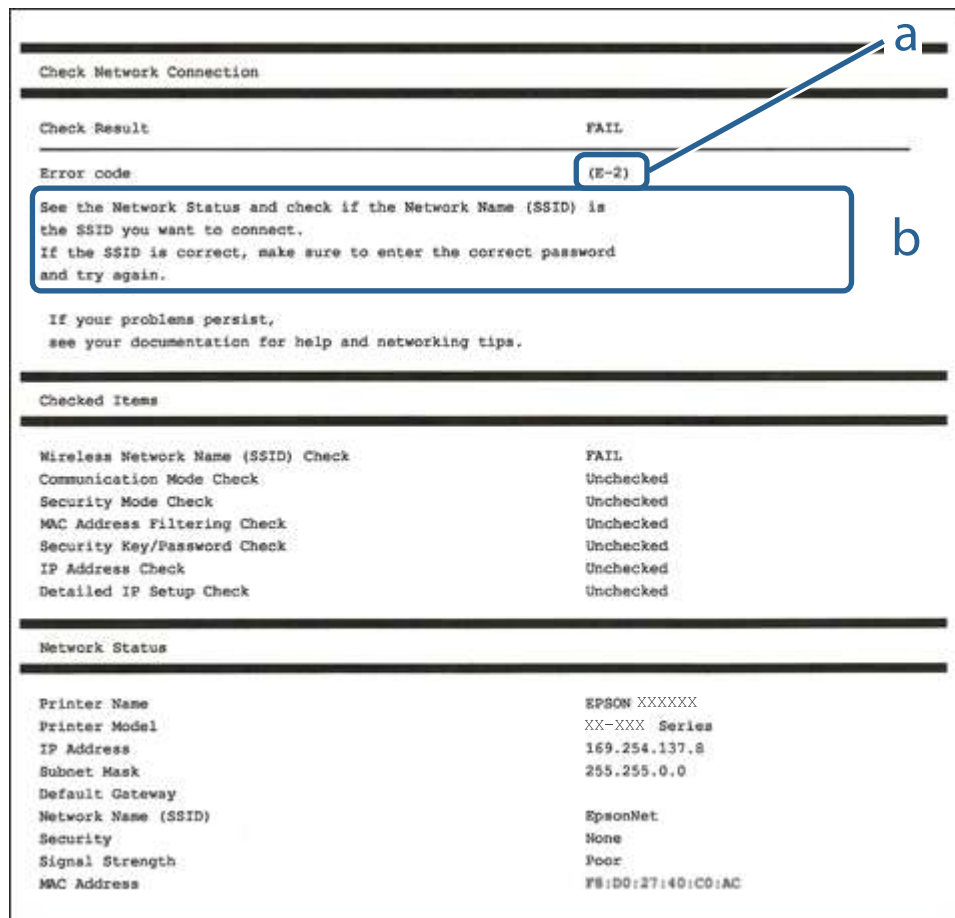 a
Check Network Connection
Check Result FAIL
Error code (E-2)
See the Network Status and check if the Network Name (SSID) is
the SSID you want to connect.
If the SSID is correct, make sure to enter the correct password
and try again.
b
If your problems persist,
see your documentation for help and networking tips.
Checked Items
Wireless Network Name (SSID) Check FAIL
Communication Mode Check Unchecked
Security Mode Check Unchecked
MAC Address Filtering Check Unchecked
Security Key/Password Check Unchecked
IP Address Check Unchecked
Detailed IP Setup Check Unchecked
Network Status
Printer Name EPSON XXXXXX
Printer Model XX-XXX Series
IP Address 169.254.137.8
Subnet Mask 255.255.0.0
Default Gateway
Network Name (SSID) EpsonNet
Security None
Signal Strength Poor
MAC Address F8:D0:27:40:C0:AC